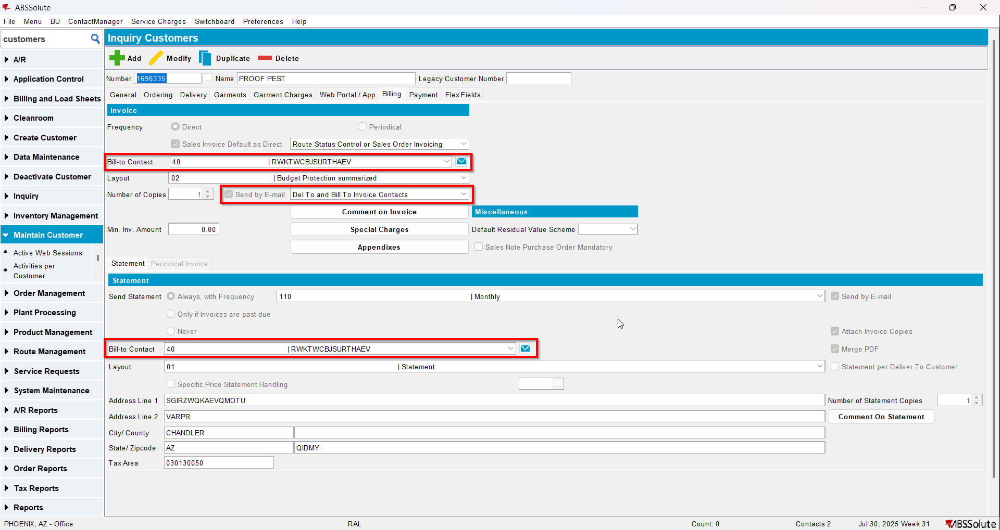 ABSSolute
File Menu BU ContactManager Service Charges Switchboard Preferences Help
customers
Inquiry Customers
Add Modify Duplicate Delete
Number 1696335 ... Name PROOF PEST Legacy Customer Number
General Ordering Delivery Garments Garment Charges Web Portal / App Billing Payment Flex Fields
Invoice
Frequency Direct Periodical
Sales Invoice Default as Direct Route Status Control or Sales Order Invoicing
Bill-to Contact 40 | RWKTWCBJSURTHAEV
Layout 02 | Budget Protection summarized
Number of Copies 1 Send by E-mail Del To and Bill To Invoice Contacts
Comment on Invoice
Miscellaneous
Min. Inv. Amount 0.00 Special Charges
Default Residual Value Scheme
Appendixes
Sales Note Purchase Order Mandatory
Statement Periodical Invoice
Statement
Send Statement Always, with Frequency 110 | Monthly Send by E-mail
Only if Invoices are past due
Never
Attach Invoice Copies
Bill-to Contact 40 | RWKTWCBJSURTHAEV
Merge PDF
Layout 01 | Statement
Statement per Deliver To Customer
Specific Price Statement Handling ...
Address Line 1 SGIRZWQKAEVQMOTU
Number of Statement Copies 1
Address Line 2 VARPR
Comment On Statement
City/ County CHANDLER
State/ Zipcode AZ QIDMY
Tax Area 030130050
A/R
Application Control
Billing and Load Sheets
Cleanroom
Create Customer
Data Maintenance
Deactivate Customer
Inquiry
Inventory Management
Maintain Customer
Active Web Sessions
Activities per
Customer
Order Management
Plant Processing
Product Management
Route Management
Service Requests
System Maintenance
A/R Reports
Billing Reports
Delivery Reports
Order Reports
Tax Reports
Reports
PHOENIX, AZ - Office RAL Count: 0 Contacts 2 Jul 30, 2025 Week 31 ABSSolute